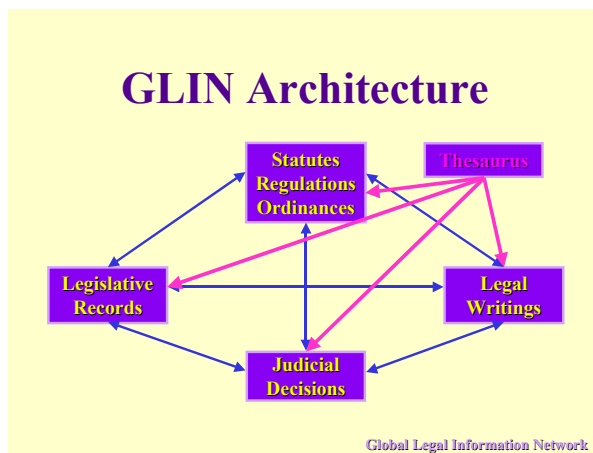 GLIN Architecture
Statutes
Regulations
Ordinances
Thesaurus
Legislative
Records
Legal
Writings
Judicial
Decisions
Global Legal Information Network